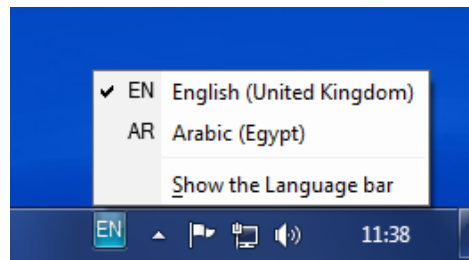 EN English (United Kingdom)
AR Arabic (Egypt)
Show the Language bar
EN 11:38